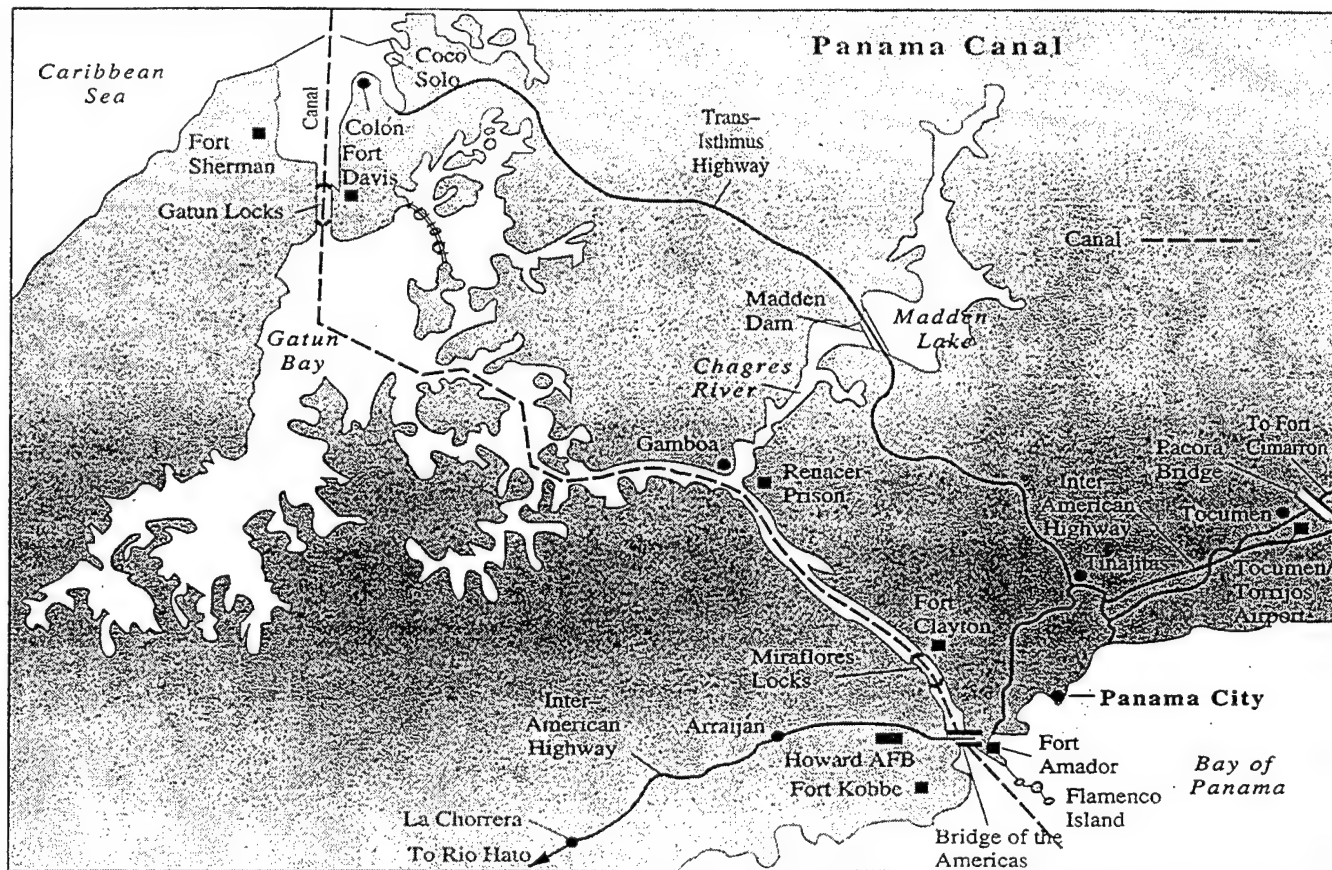 Panama Canal
Caribbean
Sea
Coco
Solo
Canal
Fort
Sherman
Colón
Fort
Davis
Gatun Locks
Trans-
Isthmus
Highway
Canal
Madden
Dam
Madden
Lake
Gatun
Bay
Chagres
River
Gamboa
Renacer
Prison
To Fort
Cimarron
Pacora
Bridge
Inter-
American
Highway
Tocumen
Tinajitas
Tocumen/
Torrijos
Airport
Fort
Clayton
Miraflores
Locks
Panama City
Inter-
American
Highway
Arraiján
Howard AFB
Fort Kobbe
Fort
Amador
Bay of
Panama
Flamenco
Island
La Chorrera
To Rio Hato
Bridge of the
Americas